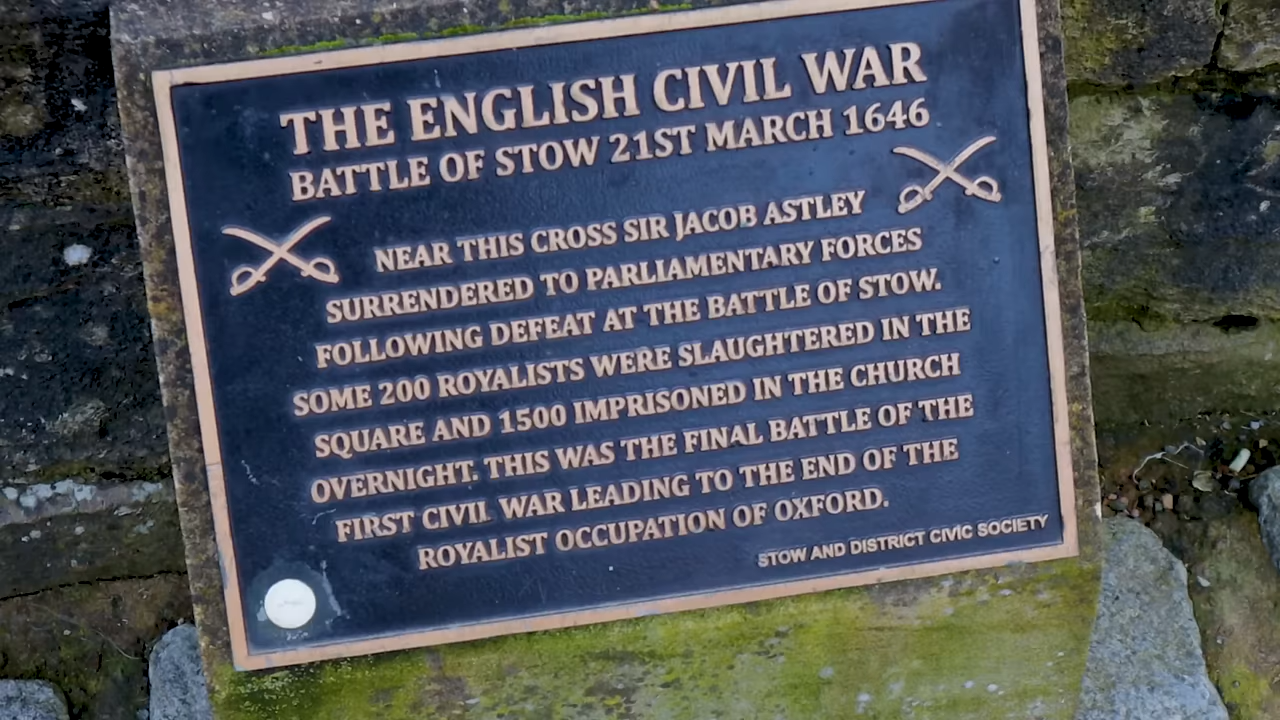 THE ENGLISH CIVIL WAR
BATTLE OF STOW 21ST MARCH 1646
NEAR THIS CROSS SIR JACOB ASTLEY
SURRENDERED TO PARLIAMENTARY FORCES
FOLLOWING DEFEAT AT THE BATTLE OF STOW.
SOME 200 ROYALISTS WERE SLAUGHTERED IN THE
SQUARE AND 1500 IMPRISONED IN THE CHURCH
OVERNIGHT. THIS WAS THE FINAL BATTLE OF THE
FIRST CIVIL WAR LEADING TO THE END OF THE
ROYALIST OCCUPATION OF OXFORD.
STOW AND DISTRICT CIVIC SOCIETY